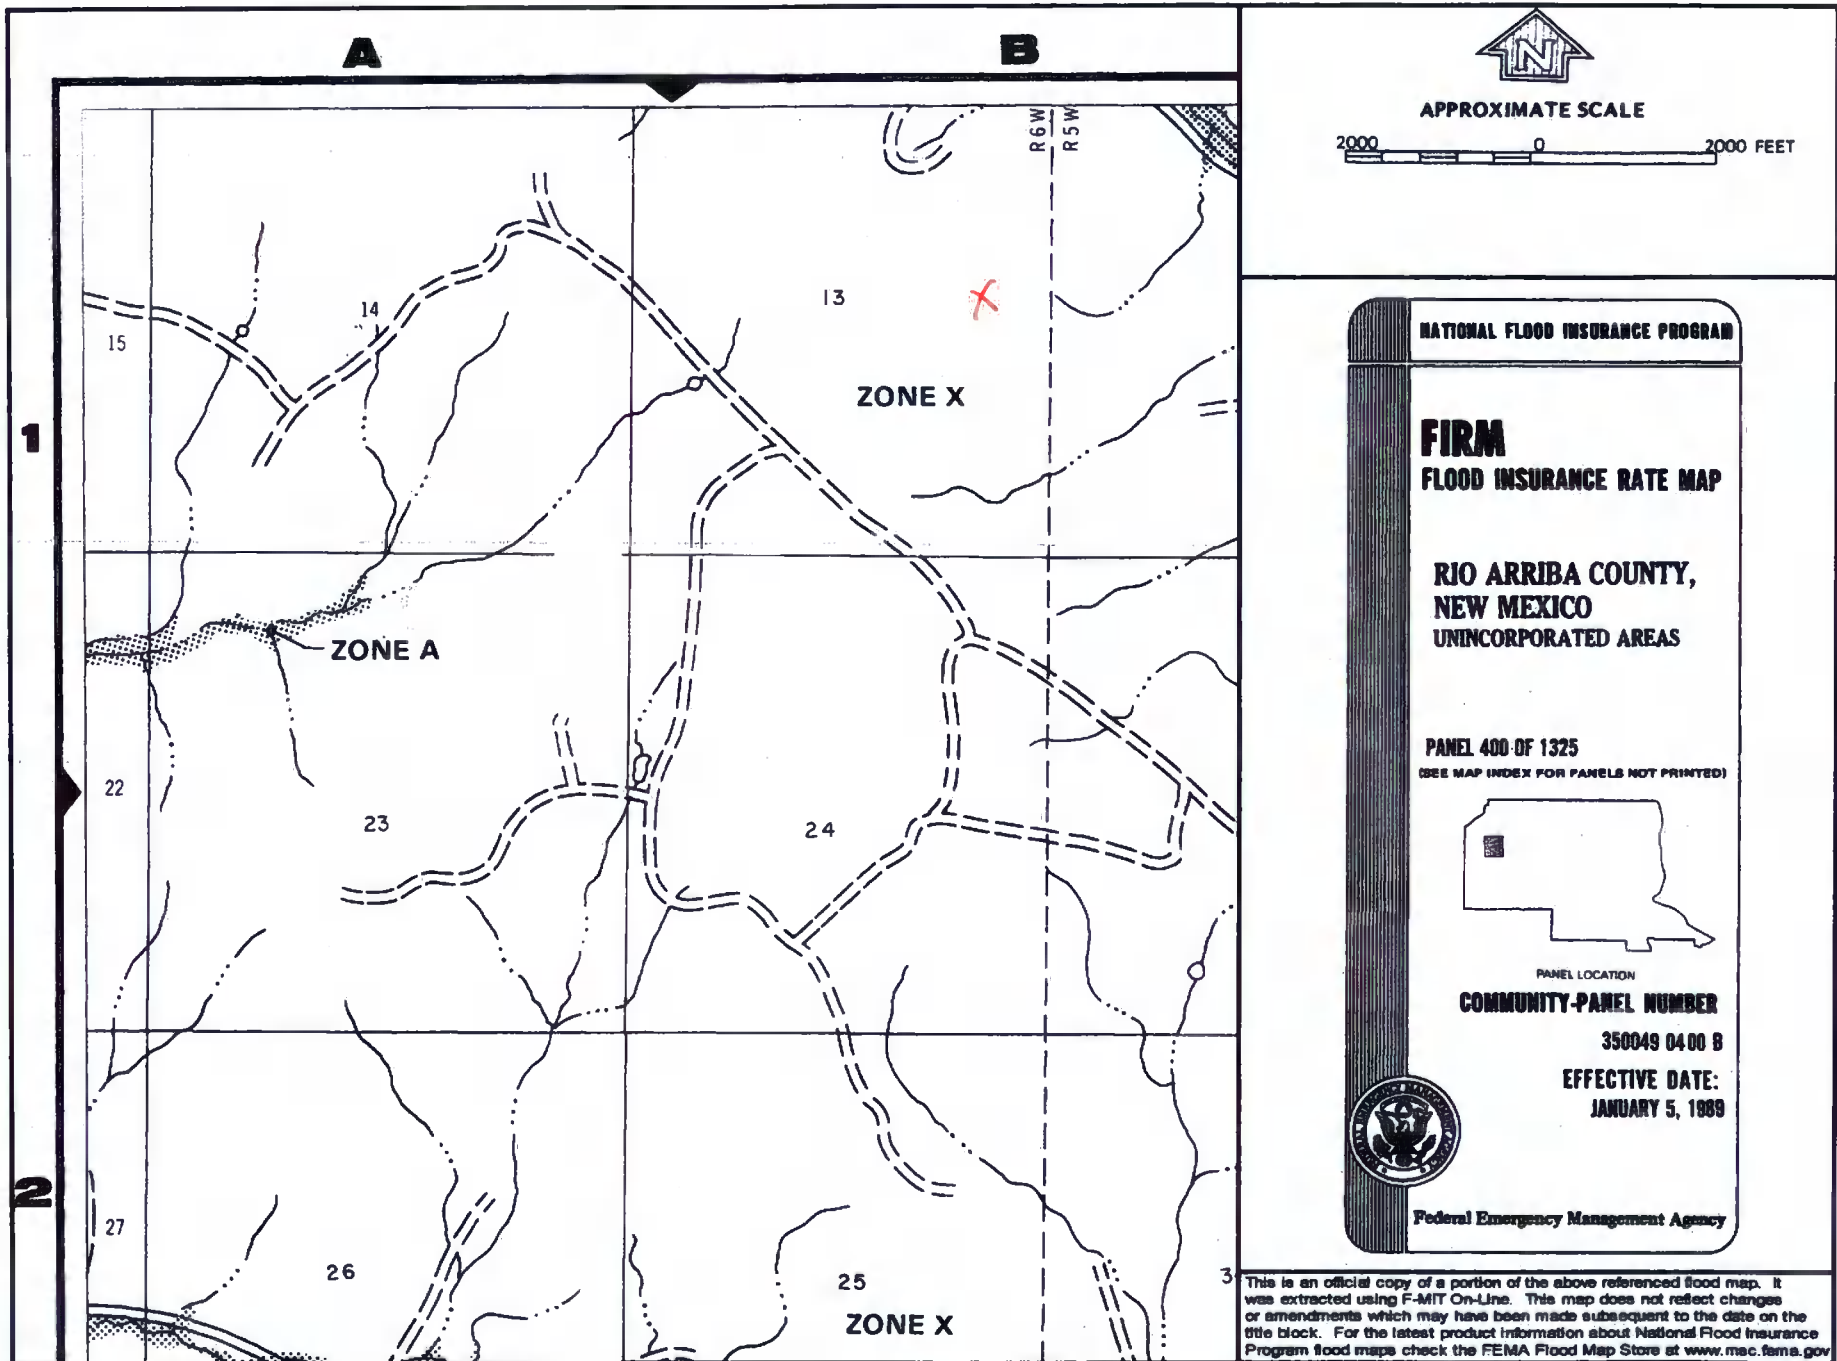 A
B
N
APPROXIMATE SCALE
2000 0 2000 FEET
R6W
R5W
13
14
15
ZONE X
1
ZONE A
22
23
24
2
27
26
25
ZONE X
NATIONAL FLOOD INSURANCE PROGRAM
FIRM
FLOOD INSURANCE RATE MAP
RIO ARRIBA COUNTY,
NEW MEXICO
UNINCORPORATED AREAS
PANEL 400 OF 1325
(SEE MAP INDEX FOR PANELS NOT PRINTED)
PANEL LOCATION
COMMUNITY-PANEL NUMBER
350049 0400 B
EFFECTIVE DATE:
JANUARY 5, 1989
Federal Emergency Management Agency
This is an official copy of a portion of the above referenced flood map. It
was extracted using F-MIT On-Line. This map does not reflect changes
or amendments which may have been made subsequent to the date on the
title block. For the latest product information about National Flood Insurance
Program flood maps check the FEMA Flood Map Store at www.msc.fema.gov